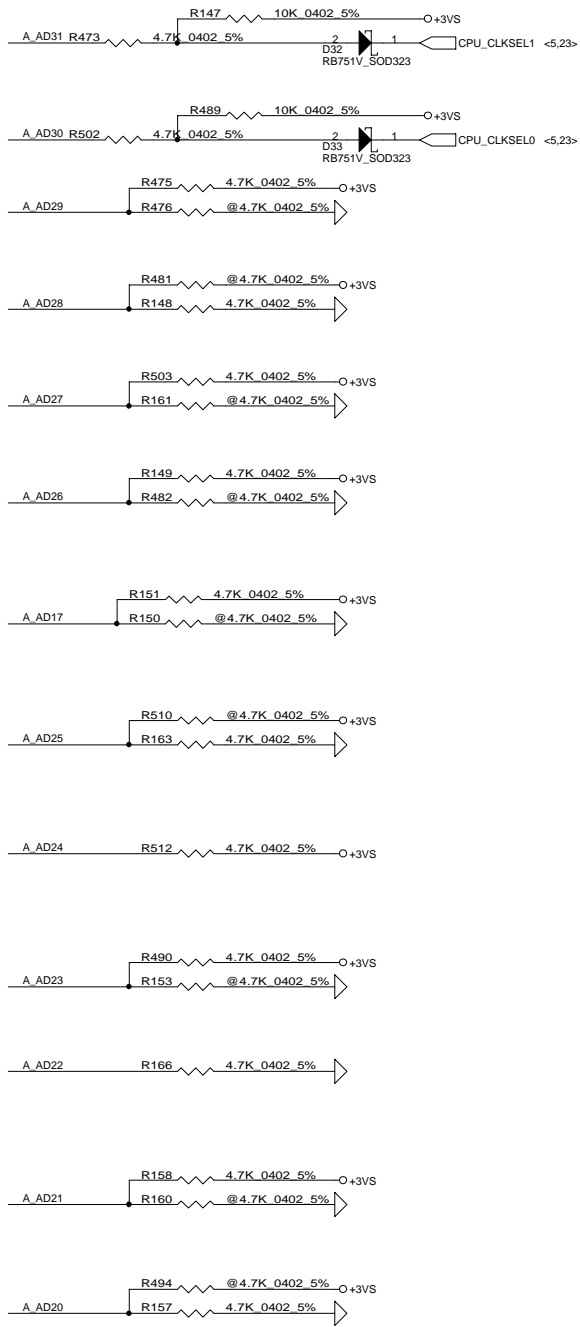 R147 10K_0402_5% +3VS
A_AD31 R473 4.7K_0402_5% 2 1 CPU_CLKSEL1 <5,23>
D32
RB751V_SOD323
R489 10K_0402_5% +3VS
A_AD30 R502 4.7K_0402_5% 2 1 CPU_CLKSEL0 <5,23>
D33
RB751V_SOD323
R475 4.7K_0402_5% +3VS
A_AD29 R476 @4.7K_0402_5%
R481 @4.7K_0402_5% +3VS
A_AD28 R148 4.7K_0402_5%
R503 4.7K_0402_5% +3VS
A_AD27 R161 @4.7K_0402_5%
R149 4.7K_0402_5% +3VS
A_AD26 R482 @4.7K_0402_5%
R151 4.7K_0402_5% +3VS
A_AD17 R150 @4.7K_0402_5%
R510 @4.7K_0402_5% +3VS
A_AD25 R163 4.7K_0402_5%
A_AD24 R512 4.7K_0402_5% +3VS
R490 4.7K_0402_5% +3VS
A_AD23 R153 @4.7K_0402_5%
A_AD22 R166 4.7K_0402_5%
R158 4.7K_0402_5% +3VS
A_AD21 R160 @4.7K_0402_5%
R494 @4.7K_0402_5% +3VS
A_AD20 R157 4.7K_0402_5%